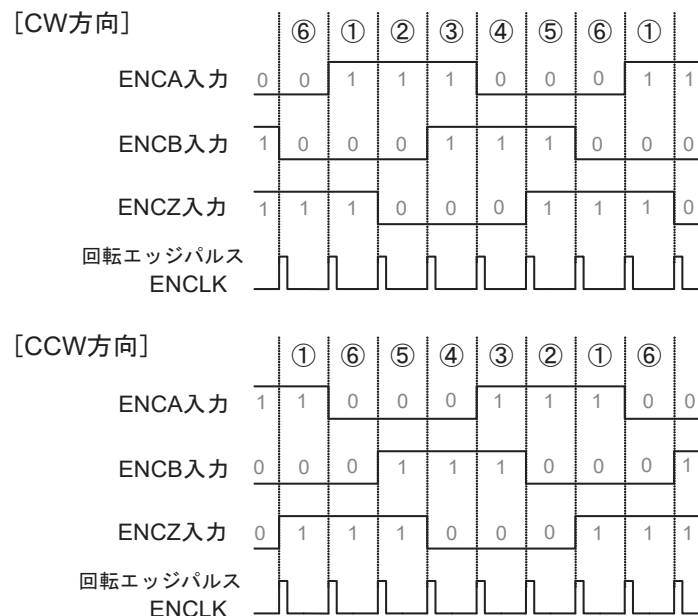 [CW方向]
⑥ ① ② ③ ④ ⑤ ⑥ ①
ENCA入力 0 0 1 1 1 0 0 0 1 1
ENCB入力 1 0 0 0 1 1 1 0 0 0
ENCZ入力 1 1 1 0 0 0 1 1 1 0
回転エッジパルス
ENCLK
[CCW方向]
① ⑥ ⑤ ④ ③ ② ① ⑥
ENCA入力 1 1 0 0 0 1 1 1 0 0
ENCB入力 0 0 0 1 1 1 0 0 0 1
ENCZ入力 0 1 1 1 0 0 0 1 1 1
回転エッジパルス
ENCLK